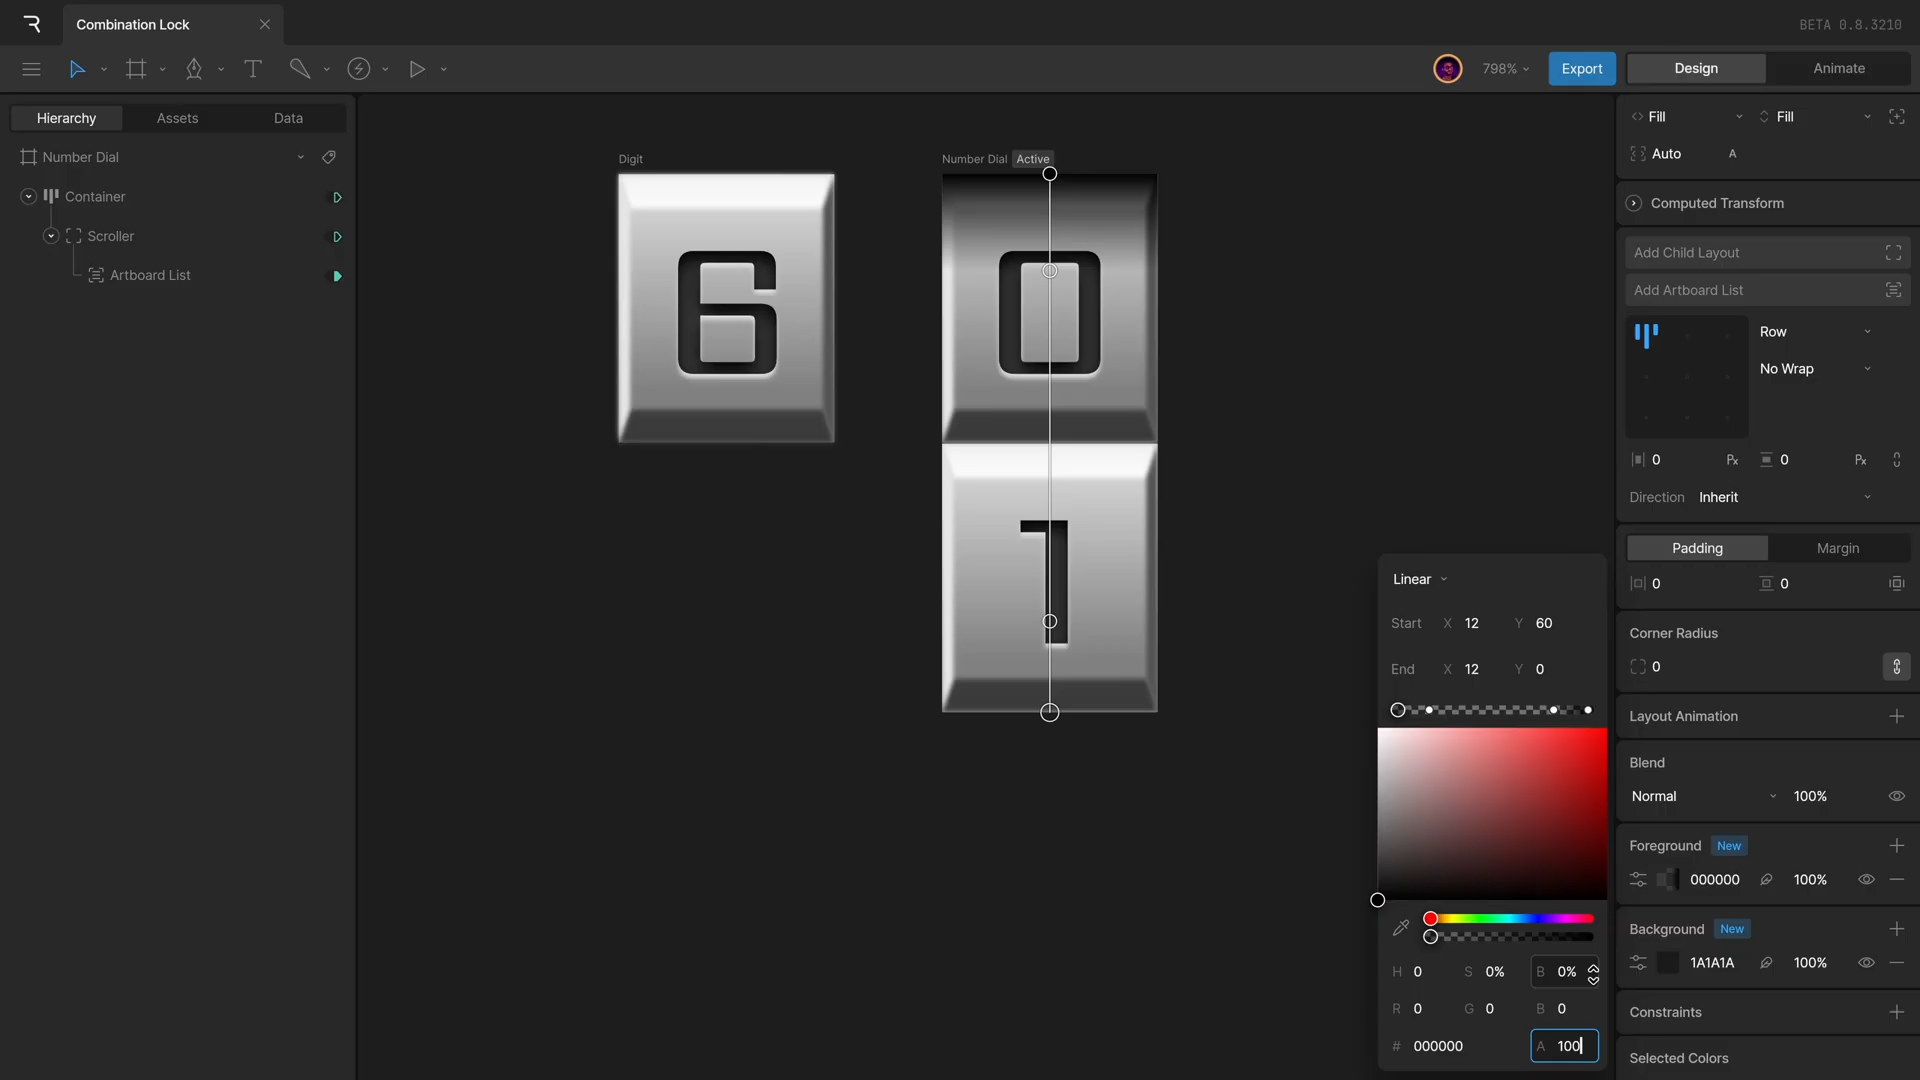 Combination Lock
BETA 0.8.3210
798%
Export
Design
Animate
Hierarchy
Assets
Data
Number Dial
Container
Scroller
Artboard List
Digit
Number Dial
Active
6
0
1
Linear
Start X 12 Y 60
End X 12 Y 0
H 0 S 0% B 0%
R 0 G 0 B 0
# 000000 A 100
Fill
Fill
Auto A
Computed Transform
Add Child Layout
Add Artboard List
Row
No Wrap
0 Px 0 Px
Direction Inherit
Padding
Margin
0 0
Corner Radius
0
Layout Animation
Blend
Normal 100%
Foreground New
000000 100%
Background New
1A1A1A 100%
Constraints
Selected Colors